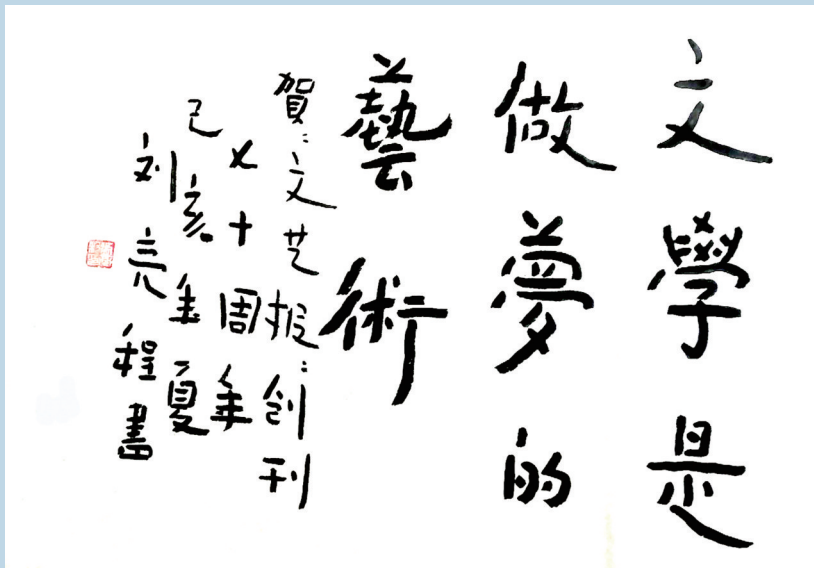 文學是
做夢的
藝術
賀:文艺报:创刊
七十周年
己亥年夏
刘亮程書